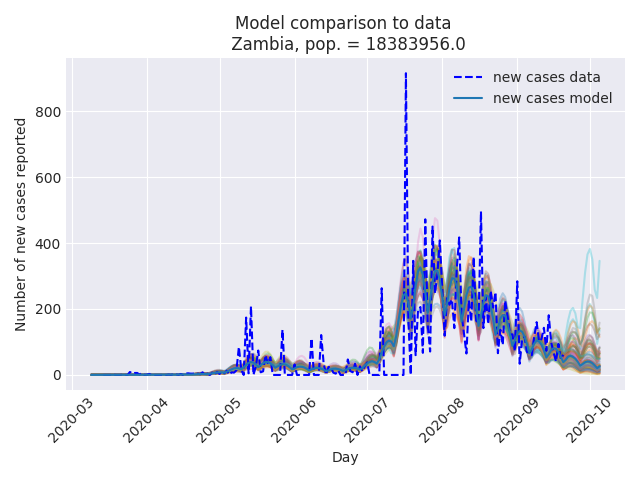 Model comparison to data
Zambia, pop. = 18383956.0
new cases data
new cases model
Number of new cases reported
800
600
400
200
0
2020-03
2020-04
2020-05
2020-06
2020-07
2020-08
2020-09
2020-10
Day